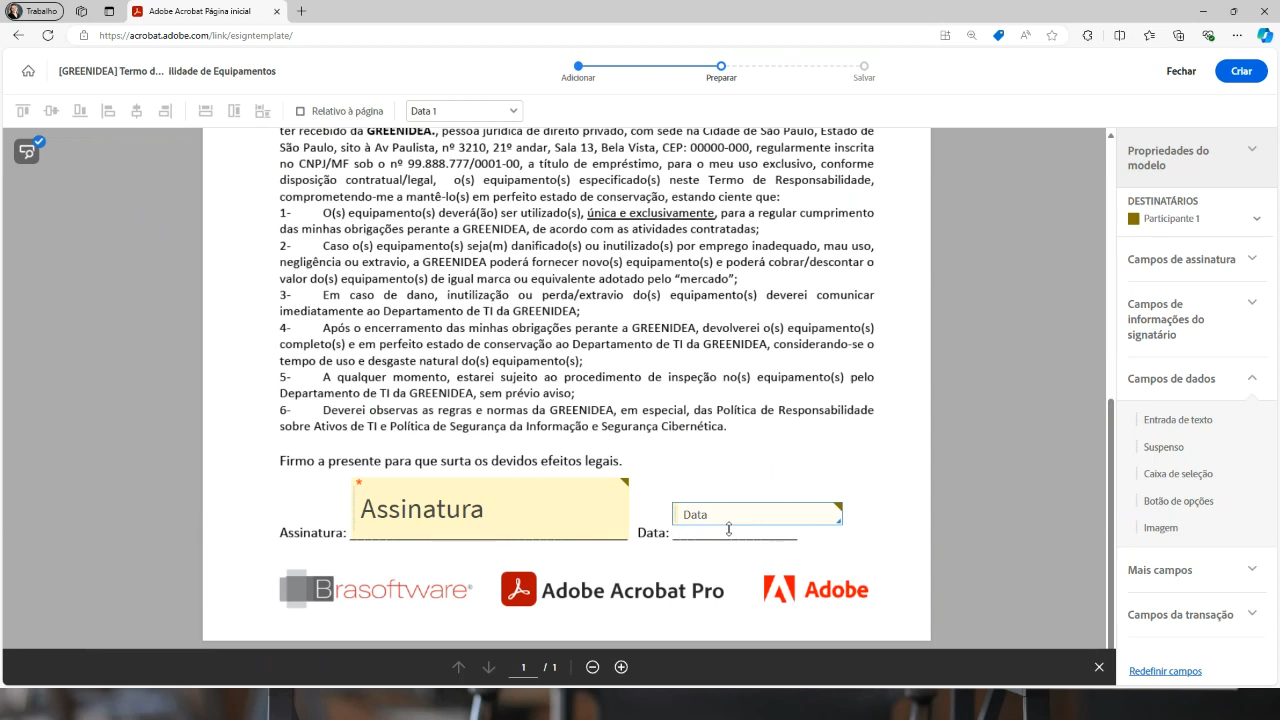 Trabalho
Adobe Acrobat Página inicial
https://acrobat.adobe.com/link/esigntemplate/
[GREENIDEA] Termo d... ilidade de Equipamentos
Adicionar
Preparar
Salvar
Fechar
Criar
Relativo à página
Data 1
ter recebido da GREENIDEA., pessoa jurídica de direito privado, com sede na Cidade de São Paulo, Estado de
São Paulo, sito à Av Paulista, nº 3210, 21º andar, Sala 13, Bela Vista, CEP: 00000-000, regularmente inscrita
no CNPJ/MF sob o nº 99.888.777/0001-00, a título de empréstimo, para o meu uso exclusivo, conforme
disposição contratual/legal, o(s) equipamento(s) especificado(s) neste Termo de Responsabilidade,
comprometendo-me a mantê-lo(s) em perfeito estado de conservação, estando ciente que:
1- O(s) equipamento(s) deverá(ão) ser utilizado(s), única e exclusivamente, para a regular cumprimento
das minhas obrigações perante a GREENIDEA, de acordo com as atividades contratadas;
2- Caso o(s) equipamento(s) seja(m) danificado(s) ou inutilizado(s) por emprego inadequado, mau uso,
negligência ou extravio, a GREENIDEA poderá fornecer novo(s) equipamento(s) e poderá cobrar/descontar o
valor do(s) equipamento(s) de igual marca ou equivalente adotado pelo “mercado”;
3- Em caso de dano, inutilização ou perda/extravio do(s) equipamento(s) deverei comunicar
imediatamente ao Departamento de TI da GREENIDEA;
4- Após o encerramento das minhas obrigações perante a GREENIDEA, devolverei o(s) equipamento(s)
completo(s) e em perfeito estado de conservação ao Departamento de TI da GREENIDEA, considerando-se o
tempo de uso e desgaste natural do(s) equipamento(s);
5- A qualquer momento, estarei sujeito ao procedimento de inspeção no(s) equipamento(s) pelo
Departamento de TI da GREENIDEA, sem prévio aviso;
6- Deverei observas as regras e normas da GREENIDEA, em especial, das Política de Responsabilidade
sobre Ativos de TI e Política de Segurança da Informação e Segurança Cibernética.
Firmo a presente para que surta os devidos efeitos legais.
* Assinatura
Data
Assinatura: ____________________ Data: ____________________
Brasoftware®
Adobe Acrobat Pro
Adobe
1 / 1
Propriedades do
modelo
DESTINATÁRIOS
Participante 1
Campos de assinatura
Campos de
informações do
signatário
Campos de dados
Entrada de texto
Suspenso
Caixa de seleção
Botão de opções
Imagem
Mais campos
Campos da transação
Redefinir campos